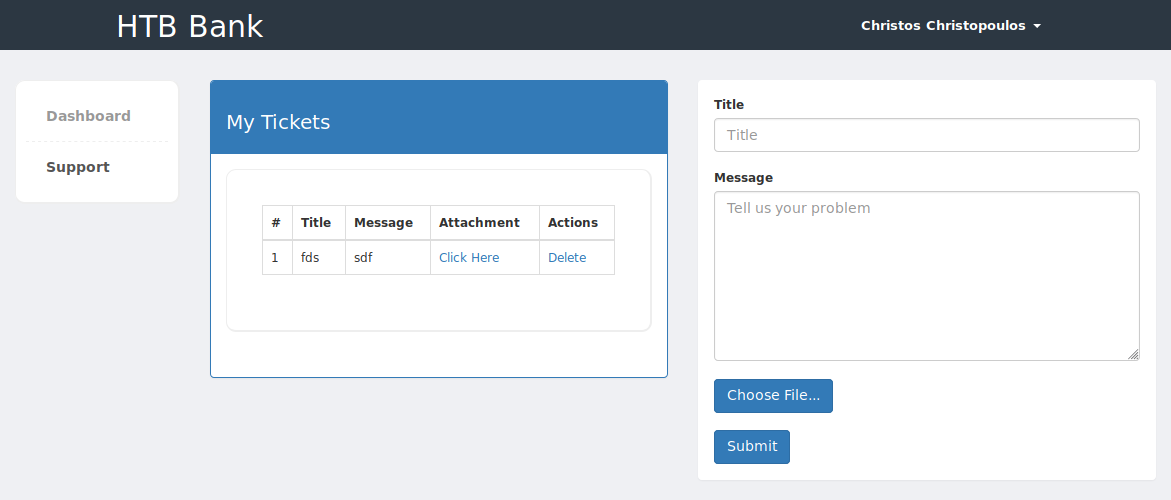 HTB Bank
Christos Christopoulos
Dashboard
Support
My Tickets
# Title Message Attachment Actions
1 fds sdf Click Here Delete
Title
Title
Message
Tell us your problem
Choose File...
Submit